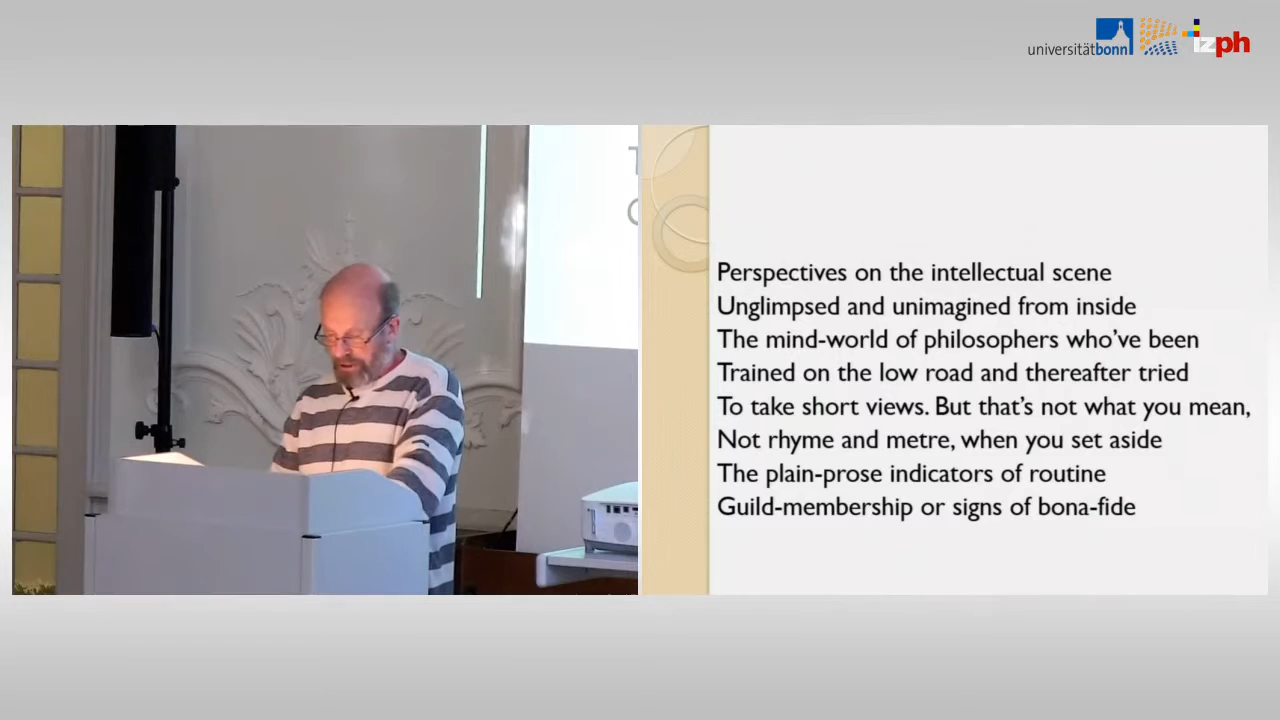 universitätbonn
izph
Perspectives on the intellectual scene
Unglimpsed and unimagined from inside
The mind-world of philosophers who’ve been
Trained on the low road and thereafter tried
To take short views. But that’s not what you mean,
Not rhyme and metre, when you set aside
The plain-prose indicators of routine
Guild-membership or signs of bona-fide